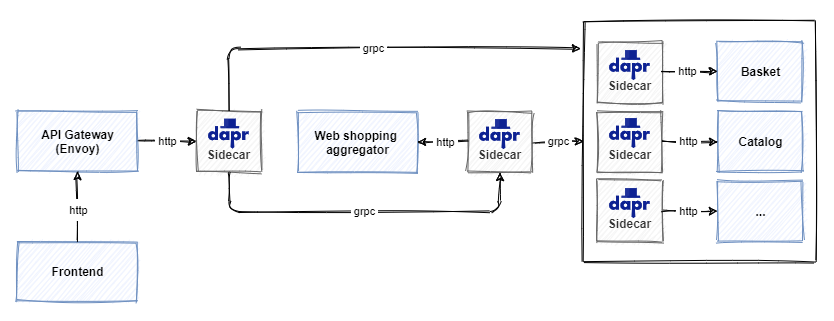 grpc
dapr
Sidecar
http
Basket
API Gateway
(Envoy)
http
dapr
Sidecar
Web shopping
aggregator
http
dapr
Sidecar
grpc
dapr
Sidecar
http
Catalog
http
grpc
dapr
Sidecar
http
...
Frontend